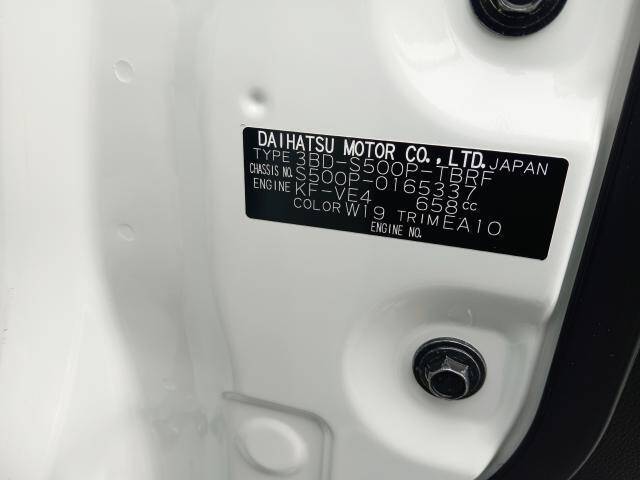 DAIHATSU MOTOR CO.,LTD. JAPAN
TYPE 3BD-S500P-TBRF
CHASSIS NO. S500P-0165337
ENGINE KF-VE4 658cc
COLOR W19 TRIM EA10
ENGINE NO.